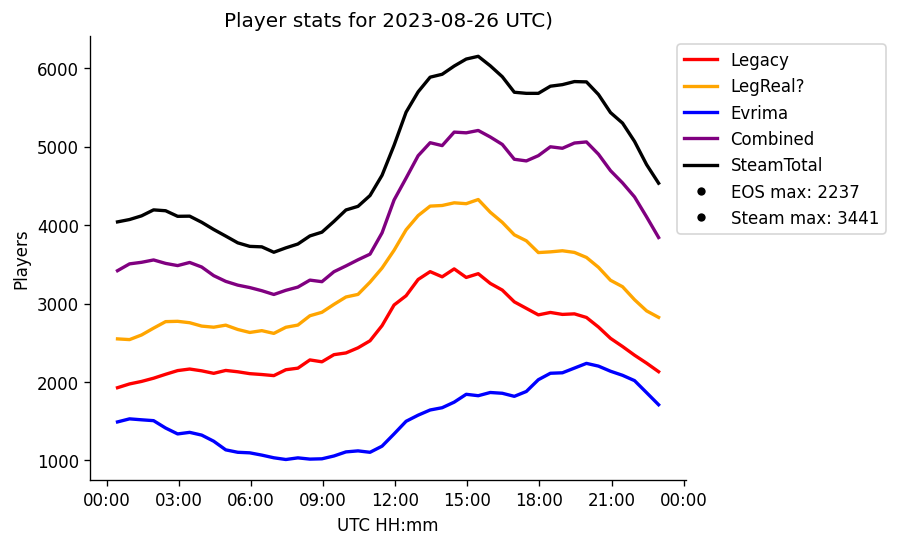 Player stats for 2023-08-26 UTC)
Players
6000
5000
4000
3000
2000
1000
00:00 03:00 06:00 09:00 12:00 15:00 18:00 21:00 00:00
UTC HH:mm
Legacy
LegReal?
Evrima
Combined
SteamTotal
EOS max: 2237
Steam max: 3441